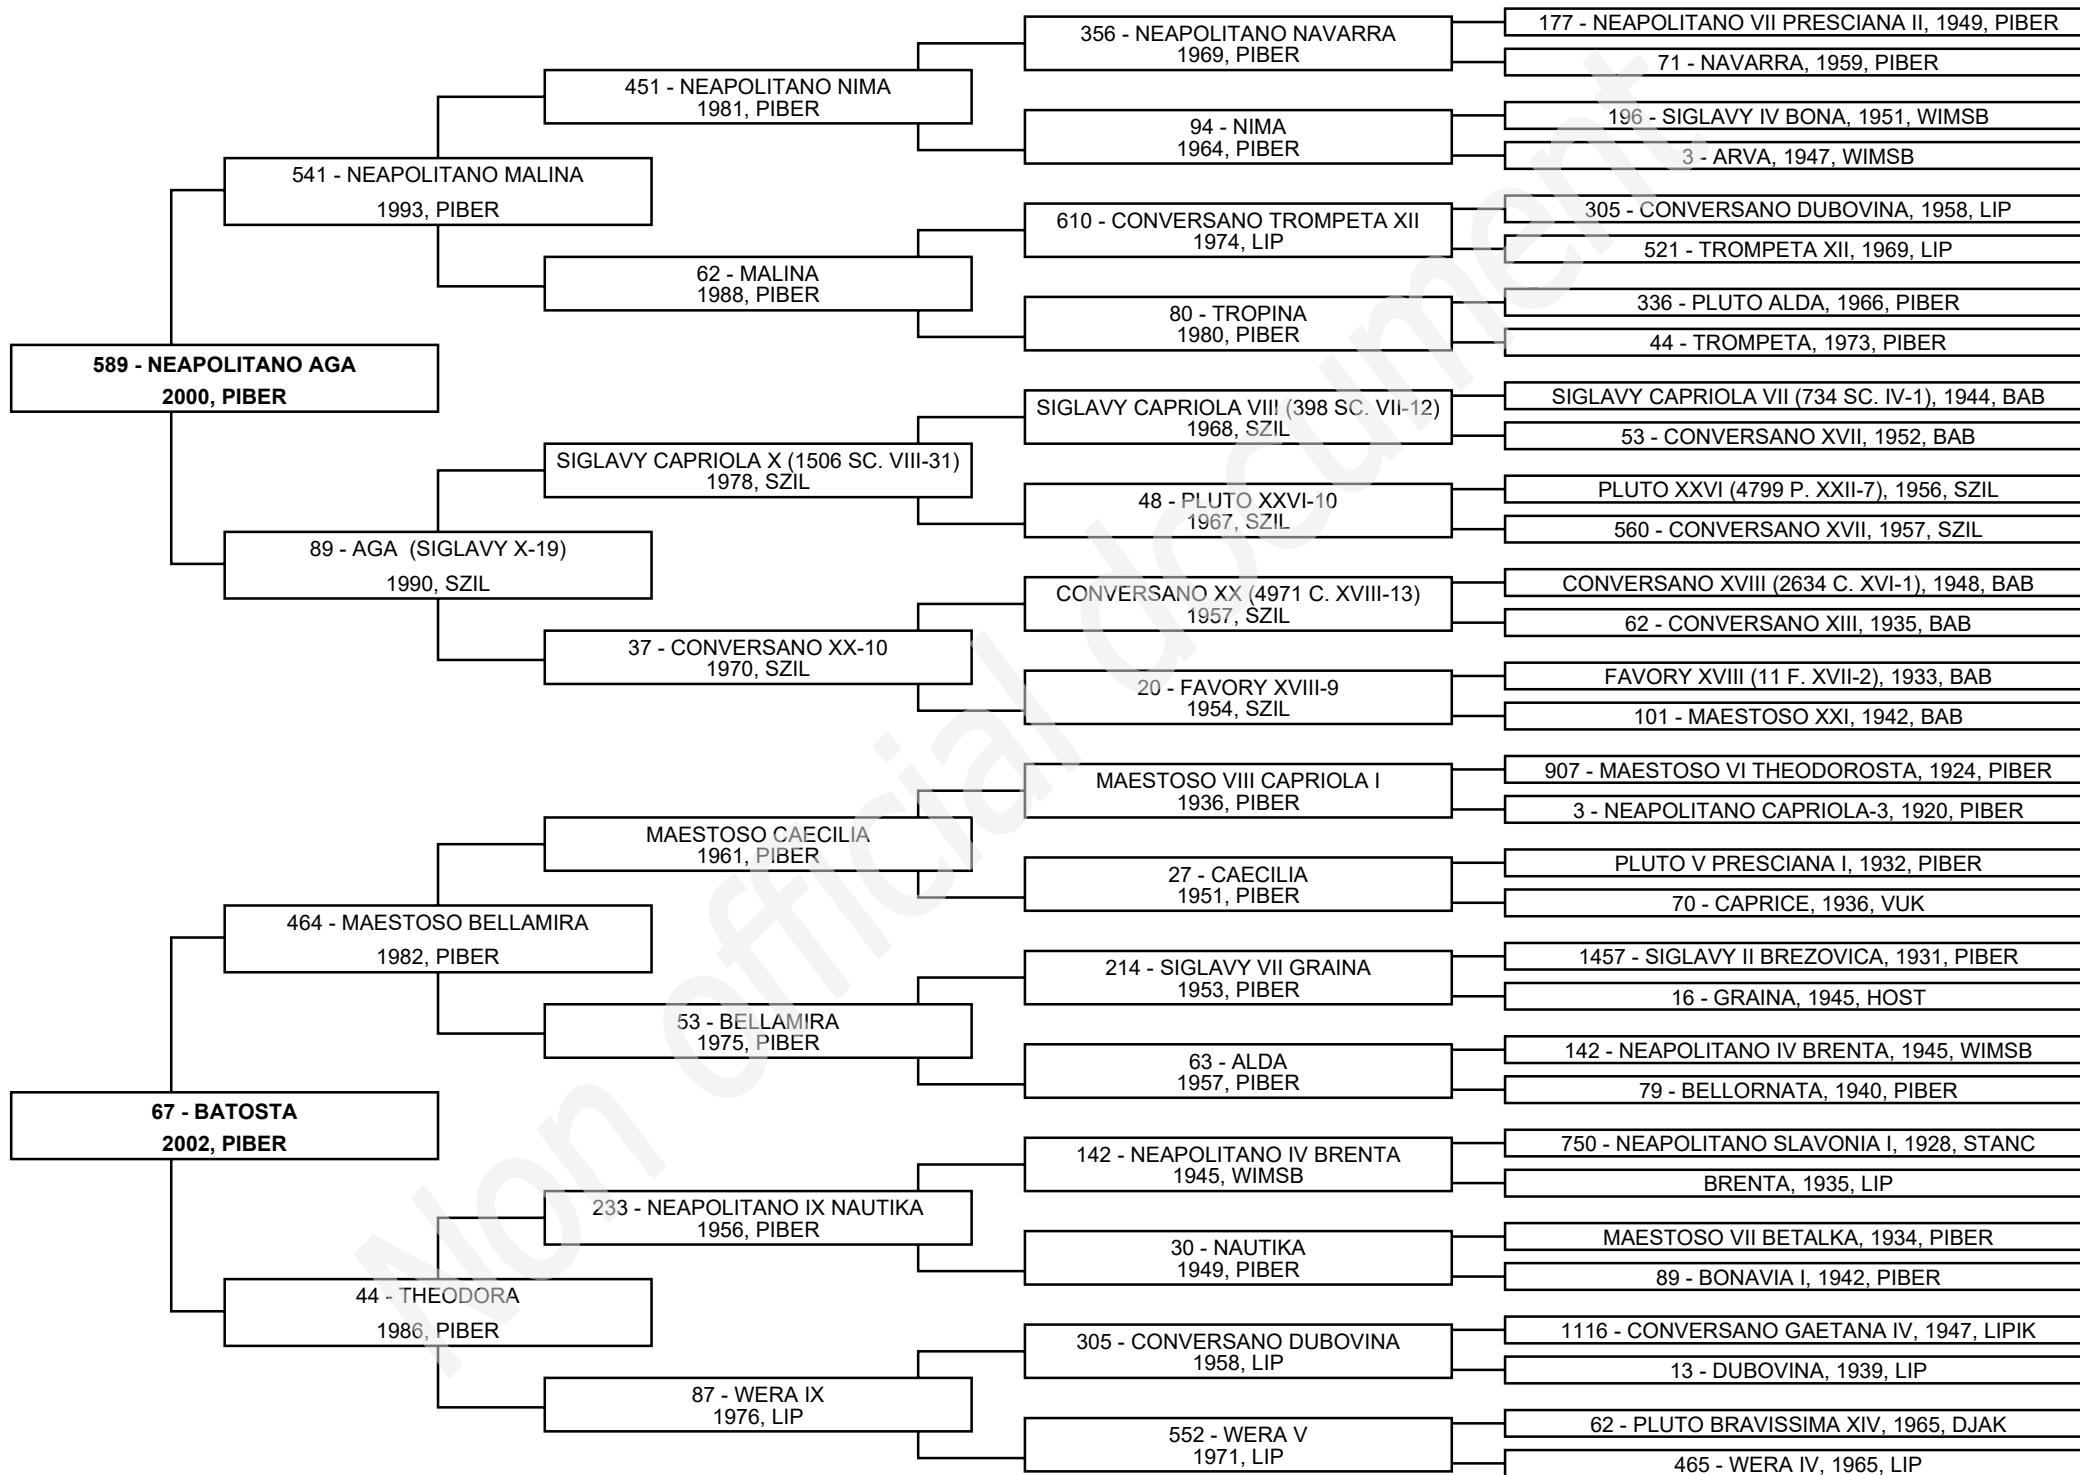 589 - NEAPOLITANO AGA
2000, PIBER
67 - BATOSTA
2002, PIBER
541 - NEAPOLITANO MALINA
1993, PIBER
89 - AGA (SIGLAVY X-19)
1990, SZIL
464 - MAESTOSO BELLAMIRA
1982, PIBER
44 - THEODORA
1986, PIBER
451 - NEAPOLITANO NIMA
1981, PIBER
62 - MALINA
1988, PIBER
SIGLAVY CAPRIOLA X (1506 SC. VIII-31)
1978, SZIL
37 - CONVERSANO XX-10
1970, SZIL
MAESTOSO CAECILIA
1961, PIBER
53 - BELLAMIRA
1975, PIBER
233 - NEAPOLITANO IX NAUTIKA
1956, PIBER
87 - WERA IX
1976, LIP
356 - NEAPOLITANO NAVARRA
1969, PIBER
94 - NIMA
1964, PIBER
610 - CONVERSANO TROMPETA XII
1974, LIP
80 - TROPINA
1980, PIBER
SIGLAVY CAPRIOLA VIII (398 SC. VII-12)
1968, SZIL
48 - PLUTO XXVI-10
1967, SZIL
CONVERSANO XX (4971 C. XVIII-13)
1957, SZIL
20 - FAVORY XVIII-9
1954, SZIL
MAESTOSO VIII CAPRIOLA I
1936, PIBER
27 - CAECILIA
1951, PIBER
214 - SIGLAVY VII GRAINA
1953, PIBER
63 - ALDA
1957, PIBER
142 - NEAPOLITANO IV BRENTA
1945, WIMSB
30 - NAUTIKA
1949, PIBER
305 - CONVERSANO DUBOVINA
1958, LIP
552 - WERA V
1971, LIP
177 - NEAPOLITANO VII PRESCIANA II, 1949, PIBER
71 - NAVARRA, 1959, PIBER
196 - SIGLAVY IV BONA, 1951, WIMSB
3 - ARVA, 1947, WIMSB
305 - CONVERSANO DUBOVINA, 1958, LIP
521 - TROMPETA XII, 1969, LIP
336 - PLUTO ALDA, 1966, PIBER
44 - TROMPETA, 1973, PIBER
SIGLAVY CAPRIOLA VII (734 SC. IV-1), 1944, BAB
53 - CONVERSANO XVII, 1952, BAB
PLUTO XXVI (4799 P. XXII-7), 1956, SZIL
560 - CONVERSANO XVII, 1957, SZIL
CONVERSANO XVIII (2634 C. XVI-1), 1948, BAB
62 - CONVERSANO XIII, 1935, BAB
FAVORY XVIII (11 F. XVII-2), 1933, BAB
101 - MAESTOSO XXI, 1942, BAB
907 - MAESTOSO VI THEODOROSTA, 1924, PIBER
3 - NEAPOLITANO CAPRIOLA-3, 1920, PIBER
PLUTO V PRESCIANA I, 1932, PIBER
70 - CAPRICE, 1936, VUK
1457 - SIGLAVY II BREZOVICA, 1931, PIBER
16 - GRAINA, 1945, HOST
142 - NEAPOLITANO IV BRENTA, 1945, WIMSB
79 - BELLORNATA, 1940, PIBER
750 - NEAPOLITANO SLAVONIA I, 1928, STANC
BRENTA, 1935, LIP
MAESTOSO VII BETALKA, 1934, PIBER
89 - BONAVIA I, 1942, PIBER
1116 - CONVERSANO GAETANA IV, 1947, LIPIK
13 - DUBOVINA, 1939, LIP
62 - PLUTO BRAVISSIMA XIV, 1965, DJAK
465 - WERA IV, 1965, LIP
Non official document